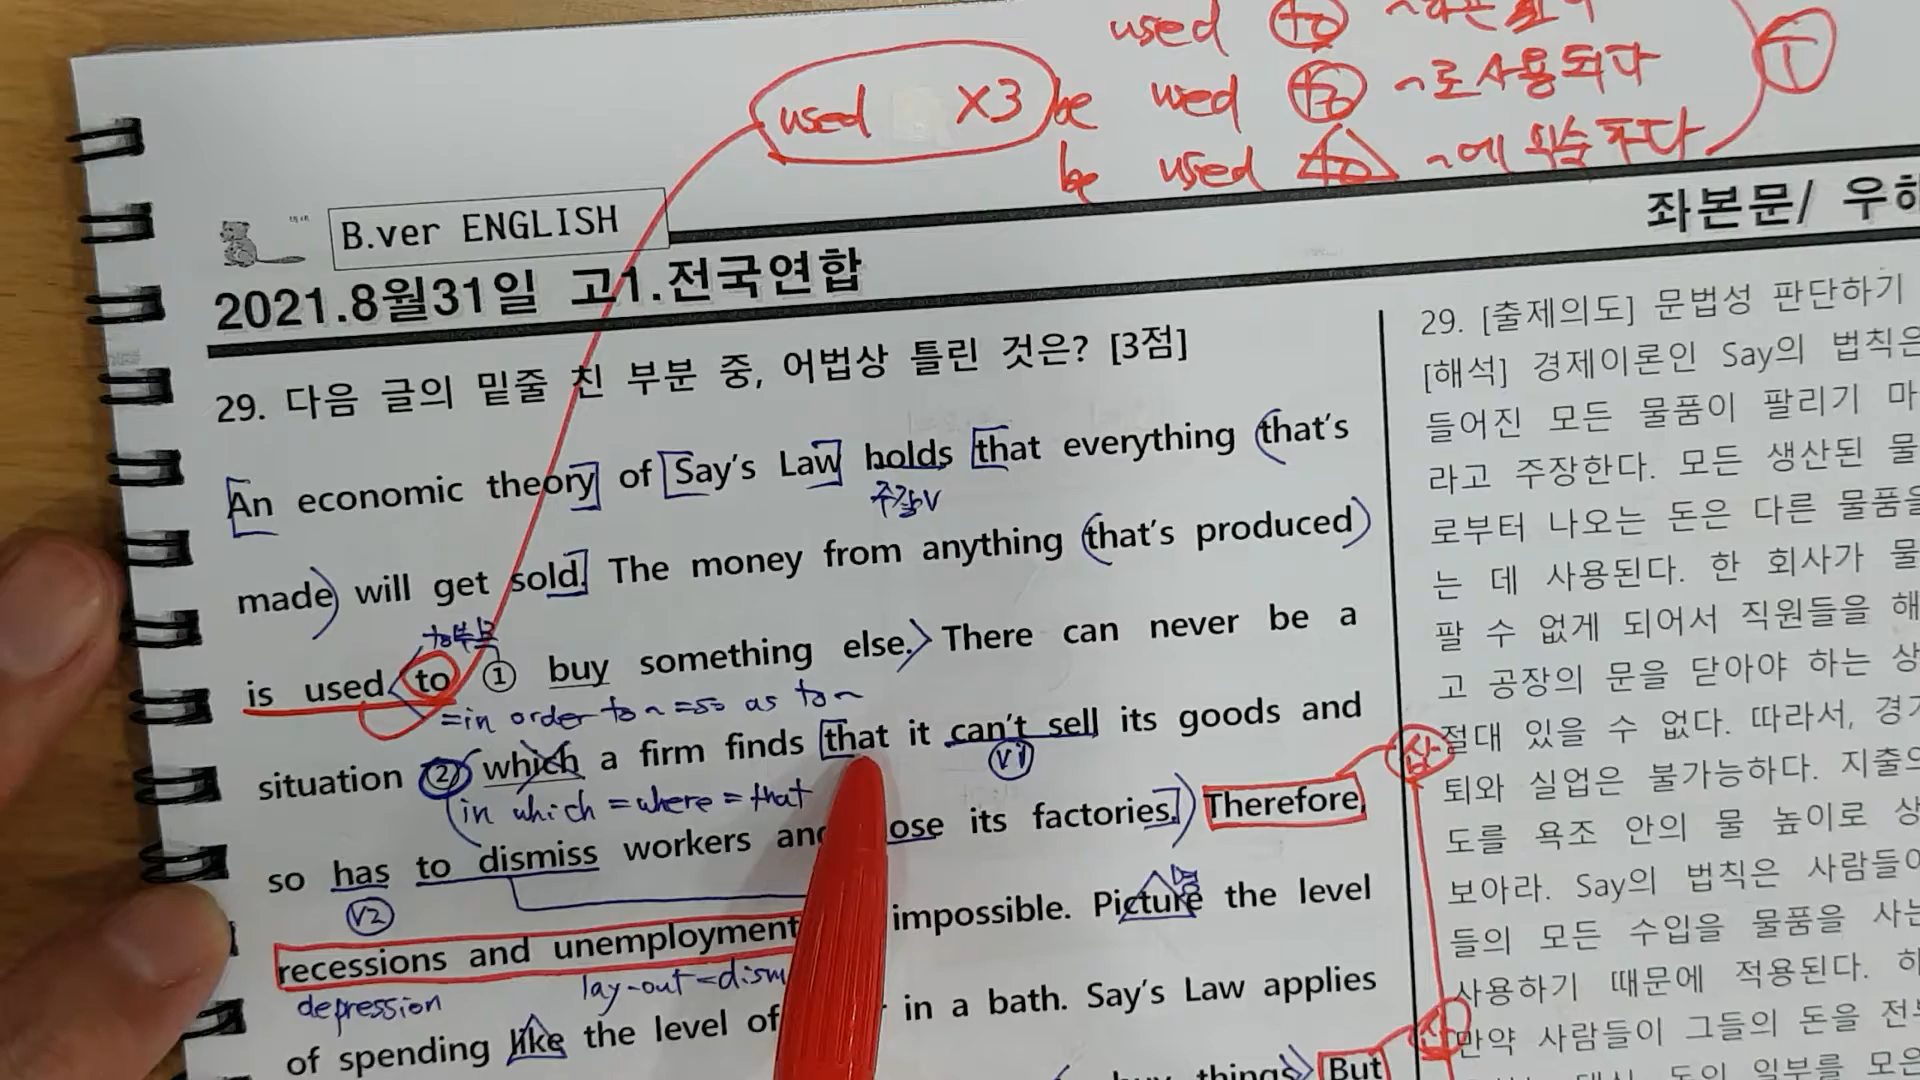 used to
be used to ~로 사용되다
be used to ~에 익숙하다
used X3
T
B.ver ENGLISH
좌본문/ 우해
2021.8월31일 고1.전국연합
29. 다음 글의 밑줄 친 부분 중, 어법상 틀린 것은? [3점]
An economic theory of Say's Law holds that everything that's
주장V
made will get sold. The money from anything that's produced
to부
is used to ① buy something else. There can never be a
=in order to ~ =so as to ~
situation ② which a firm finds that it can't sell its goods and
V1
in which = where = that
so has to dismiss workers and ose its factories. Therefore,
V2
recessions and unemployment impossible. Picture the level
depression lay-out = dism
of spending like the level of in a bath. Say's Law applies
buy things But
29. [출제의도] 문법성 판단하기
[해석] 경제이론인 Say의 법칙은
들어진 모든 물품이 팔리기 마
라고 주장한다. 모든 생산된 물
로부터 나오는 돈은 다른 물품을
는 데 사용된다. 한 회사가 물
팔 수 없게 되어서 직원들을 해
고 공장의 문을 닫아야 하는 상
절대 있을 수 없다. 따라서, 경기
퇴와 실업은 불가능하다. 지출의
도를 욕조 안의 물 높이로 상
보아라. Say의 법칙은 사람들이
들의 모든 수입을 물품을 사는
사용하기 때문에 적용된다. 하
만약 사람들이 그들의 돈을 전